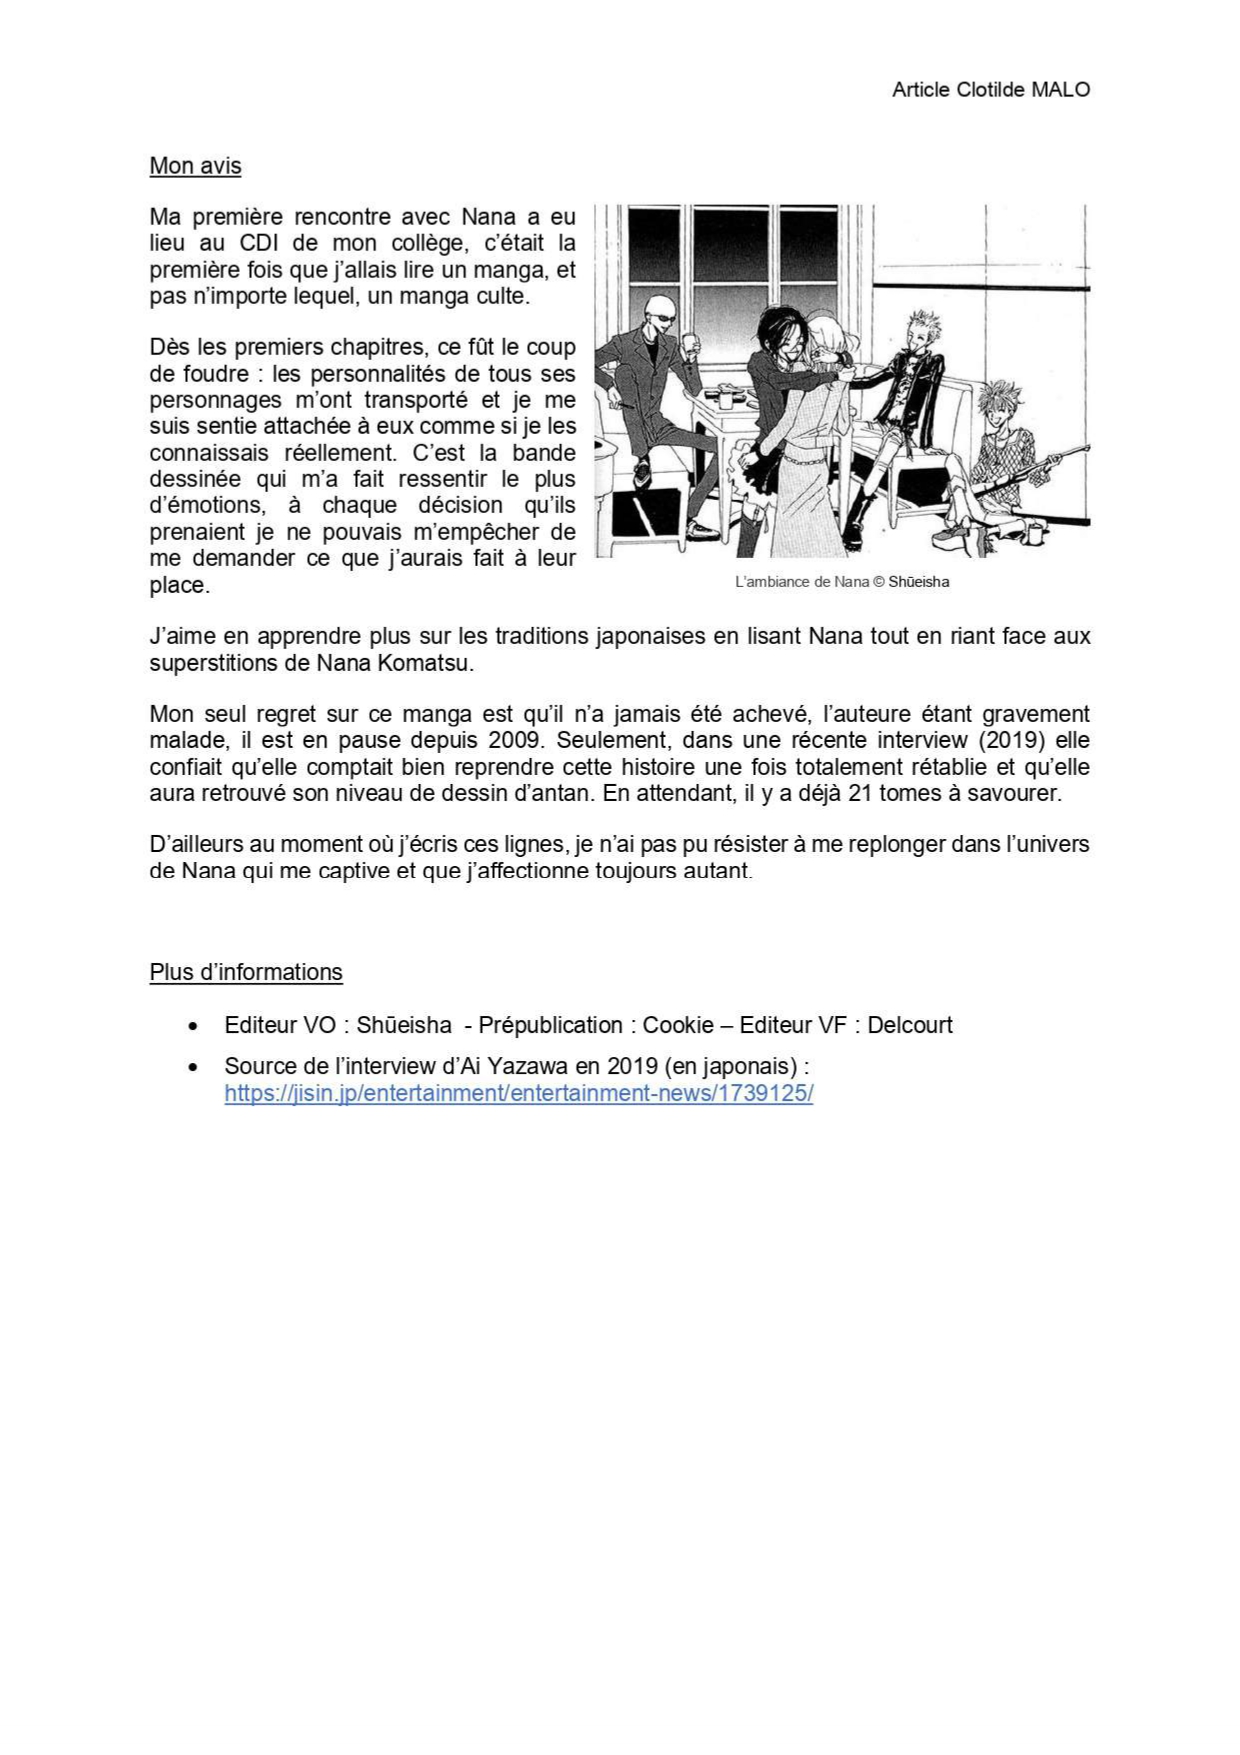 Article Clotilde MALO
Mon avis
Ma première rencontre avec Nana a eu
lieu au CDI de mon collège, c’était la
première fois que j’allais lire un manga, et
pas n’importe lequel, un manga culte.
Dès les premiers chapitres, ce fût le coup
de foudre : les personnalités de tous ses
personnages m’ont transporté et je me
suis sentie attachée à eux comme si je les
connaissais réellement. C’est la bande
dessinée qui m’a fait ressentir le plus
d’émotions, à chaque décision qu’ils
prenaient je ne pouvais m’empêcher de
me demander ce que j’aurais fait à leur
place.
L’ambiance de Nana © Shūeisha
J’aime en apprendre plus sur les traditions japonaises en lisant Nana tout en riant face aux
superstitions de Nana Komatsu.
Mon seul regret sur ce manga est qu’il n’a jamais été achevé, l’auteure étant gravement
malade, il est en pause depuis 2009. Seulement, dans une récente interview (2019) elle
confiait qu’elle comptait bien reprendre cette histoire une fois totalement rétablie et qu’elle
aura retrouvé son niveau de dessin d’antan. En attendant, il y a déjà 21 tomes à savourer.
D’ailleurs au moment où j’écris ces lignes, je n’ai pas pu résister à me replonger dans l’univers
de Nana qui me captive et que j’affectionne toujours autant.
Plus d’informations
• Editeur VO : Shūeisha - Prépublication : Cookie – Editeur VF : Delcourt
• Source de l’interview d’Ai Yazawa en 2019 (en japonais) :
https://jisin.jp/entertainment/entertainment-news/1739125/